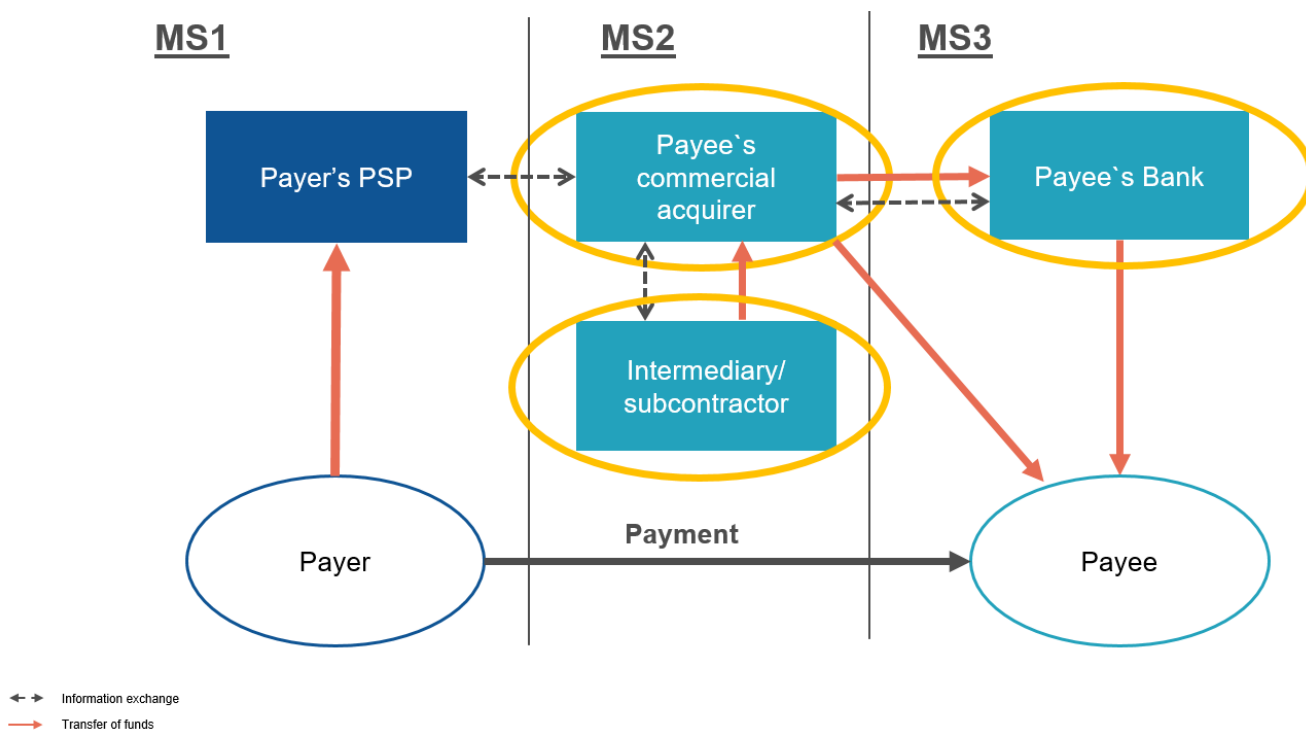 MS1
MS2
MS3
Payer’s PSP
Payee`s
commercial
acquirer
Payee`s Bank
Intermediary/
subcontractor
Payment
Payer
Payee
Information exchange
Transfer of funds